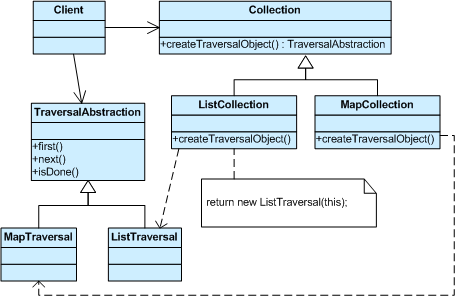 Client
Collection
+createTraversalObject() : TraversalAbstraction
TraversalAbstraction
+first()
+next()
+isDone()
ListCollection
+createTraversalObject()
MapCollection
+createTraversalObject()
return new ListTraversal(this);
MapTraversal
ListTraversal